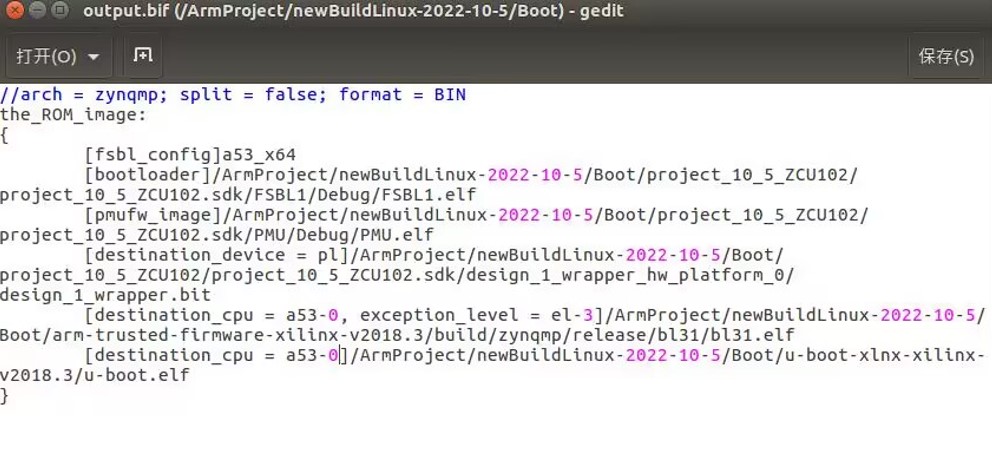 output.bif (/ArmProject/newBuildLinux-2022-10-5/Boot) - gedit
打开(O)
保存(S)
//arch = zynqmp; split = false; format = BIN
the_ROM_image:
{
[fsbl_config]a53_x64
[bootloader]/ArmProject/newBuildLinux-2022-10-5/Boot/project_10_5_ZCU102/
project_10_5_ZCU102.sdk/FSBL1/Debug/FSBL1.elf
[pmufw_image]/ArmProject/newBuildLinux-2022-10-5/Boot/project_10_5_ZCU102/
project_10_5_ZCU102.sdk/PMU/Debug/PMU.elf
[destination_device = pl]/ArmProject/newBuildLinux-2022-10-5/Boot/
project_10_5_ZCU102/project_10_5_ZCU102.sdk/design_1_wrapper_hw_platform_0/
design_1_wrapper.bit
[destination_cpu = a53-0, exception_level = el-3]/ArmProject/newBuildLinux-2022-10-5/
Boot/arm-trusted-firmware-xilinx-v2018.3/build/zynqmp/release/bl31/bl31.elf
[destination_cpu = a53-0]/ArmProject/newBuildLinux-2022-10-5/Boot/u-boot-xlnx-xilinx-
v2018.3/u-boot.elf
}